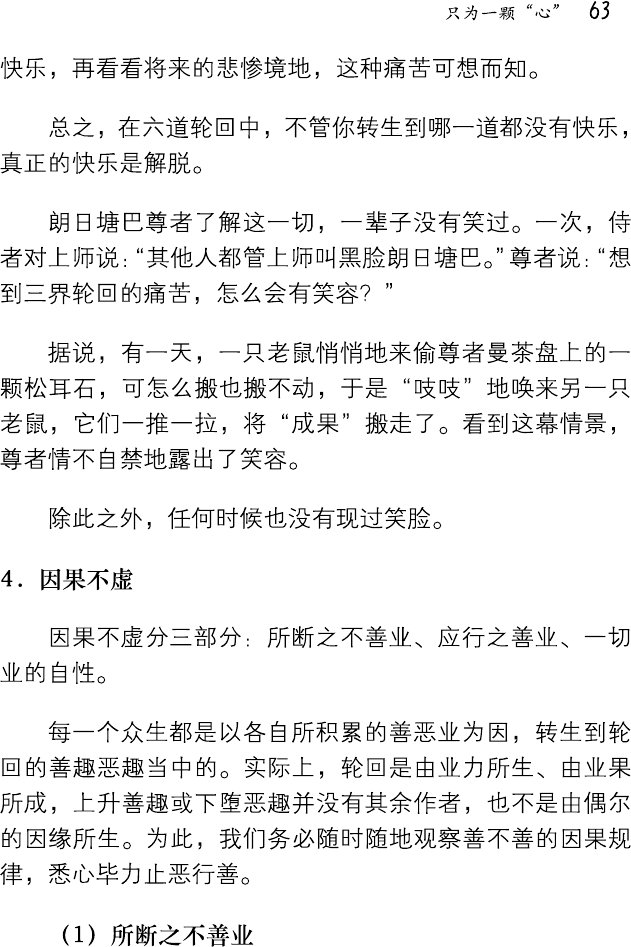 只为一颗“心” 63
快乐，再看看将来的悲惨境地，这种痛苦可想而知。
总之，在六道轮回中，不管你转生到哪一道都没有快乐，
真正的快乐是解脱。
朗日塘巴尊者了解这一切，一辈子没有笑过。一次，侍
者对上师说：“其他人都管上师叫黑脸朗日塘巴。”尊者说：“想
到三界轮回的痛苦，怎么会有笑容？”
据说，有一天，一只老鼠悄悄地来偷尊者曼茶盘上的一
颗松耳石，可怎么搬也搬不动，于是“吱吱”地唤来另一只
老鼠，它们一推一拉，将“成果”搬走了。看到这幕情景，
尊者情不自禁地露出了笑容。
除此之外，任何时候也没有现过笑脸。
4．因果不虚
因果不虚分三部分：所断之不善业、应行之善业、一切
业的自性。
每一个众生都是以各自所积累的善恶业为因，转生到轮
回的善趣恶趣当中的。实际上，轮回是由业力所生、由业果
所成，上升善趣或下堕恶趣并没有其余作者，也不是由偶尔
的因缘所生。为此，我们务必随时随地观察善不善的因果规
律，悉心毕力止恶行善。
（1）所断之不善业